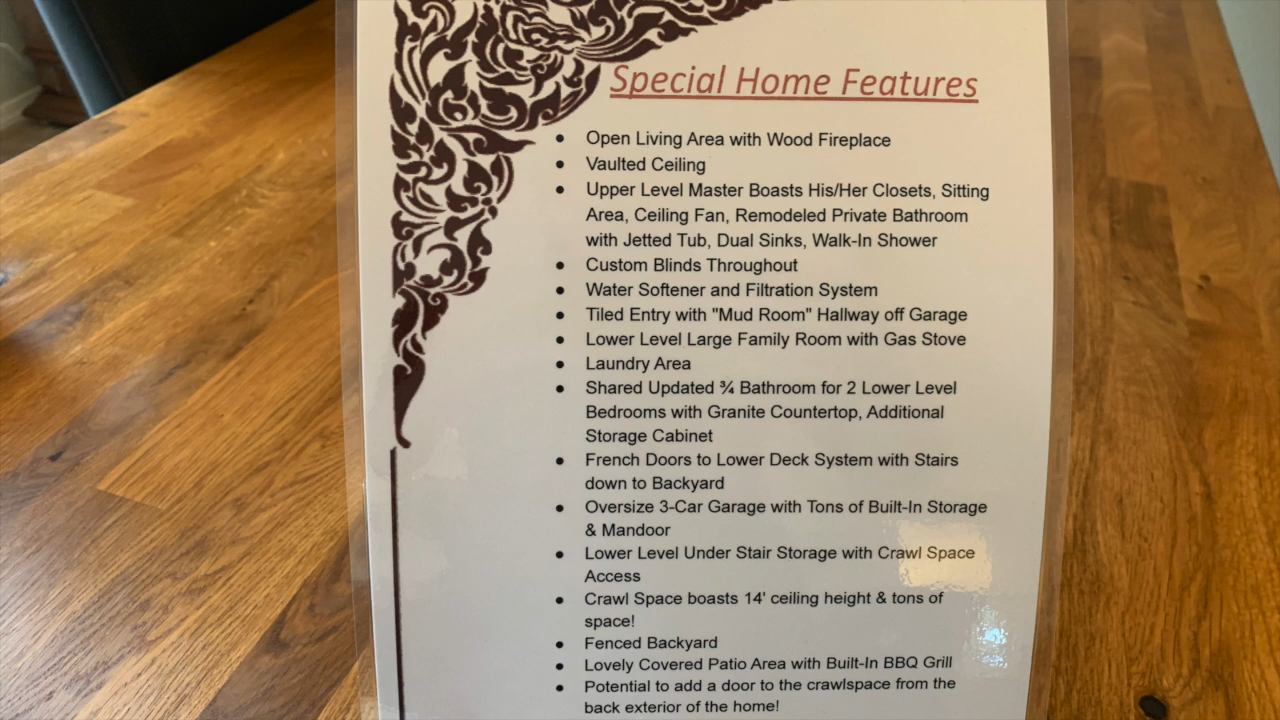 Special Home Features
• Open Living Area with Wood Fireplace
• Vaulted Ceiling
• Upper Level Master Boasts His/Her Closets, Sitting
Area, Ceiling Fan, Remodeled Private Bathroom
with Jetted Tub, Dual Sinks, Walk-In Shower
• Custom Blinds Throughout
• Water Softener and Filtration System
• Tiled Entry with "Mud Room" Hallway off Garage
• Lower Level Large Family Room with Gas Stove
• Laundry Area
• Shared Updated ¾ Bathroom for 2 Lower Level
Bedrooms with Granite Countertop, Additional
Storage Cabinet
• French Doors to Lower Deck System with Stairs
down to Backyard
• Oversize 3-Car Garage with Tons of Built-In Storage
& Mandoor
• Lower Level Under Stair Storage with Crawl Space
Access
• Crawl Space boasts 14' ceiling height & tons of
space!
• Fenced Backyard
• Lovely Covered Patio Area with Built-In BBQ Grill
• Potential to add a door to the crawlspace from the
back exterior of the home!